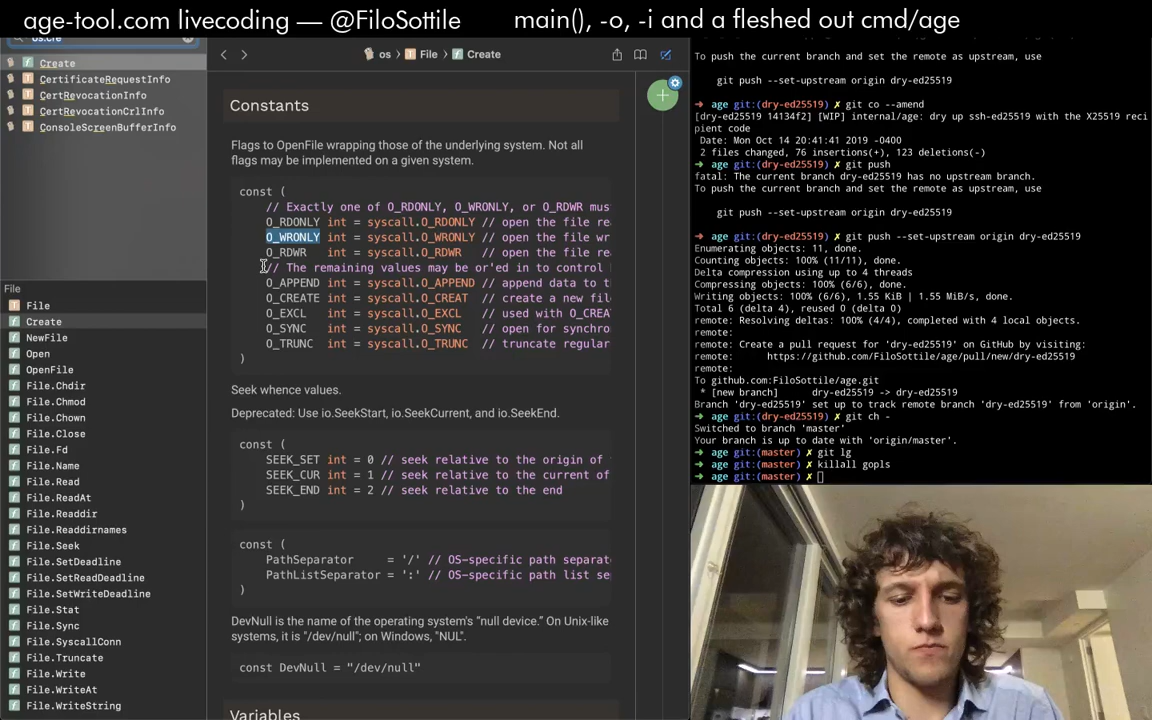 age-tool.com livecoding — @FiloSottile main(), -o, -i and a fleshed out cmd/age
os.cre
Create
CertificateRequestInfo
CertRevocationInfo
CertRevocationCrlInfo
ConsoleScreenBufferInfo
File
File
Create
NewFile
Open
OpenFile
File.Chdir
File.Chmod
File.Chown
File.Close
File.Fd
File.Name
File.Read
File.ReadAt
File.Readdir
File.Readdirnames
File.Seek
File.SetDeadline
File.SetReadDeadline
File.SetWriteDeadline
File.Stat
File.Sync
File.SyscallConn
File.Truncate
File.Write
File.WriteAt
File.WriteString
os › File › Create
Constants
Flags to OpenFile wrapping those of the underlying system. Not all
flags may be implemented on a given system.
const (
// Exactly one of O_RDONLY, O_WRONLY, or O_RDWR mus
O_RDONLY int = syscall.O_RDONLY // open the file rea
O_WRONLY int = syscall.O_WRONLY // open the file wr
O_RDWR int = syscall.O_RDWR // open the file rea
// The remaining values may be or'ed in to control
O_APPEND int = syscall.O_APPEND // append data to t
O_CREATE int = syscall.O_CREAT // create a new file
O_EXCL int = syscall.O_EXCL // used with O_CREA
O_SYNC int = syscall.O_SYNC // open for synchro
O_TRUNC int = syscall.O_TRUNC // truncate regular
)
Seek whence values.
Deprecated: Use io.SeekStart, io.SeekCurrent, and io.SeekEnd.
const (
SEEK_SET int = 0 // seek relative to the origin of
SEEK_CUR int = 1 // seek relative to the current of
SEEK_END int = 2 // seek relative to the end
)
const (
PathSeparator = '/' // OS-specific path separat
PathListSeparator = ':' // OS-specific path list se
)
DevNull is the name of the operating system's “null device.” On Unix-like
systems, it is "/dev/null"; on Windows, "NUL".
const DevNull = "/dev/null"
Variables
To push the current branch and set the remote as upstream, use
git push --set-upstream origin dry-ed25519
➜ age git:(dry-ed25519) ✗ git co --amend
[dry-ed25519 14134f2] [WIP] internal/age: dry up ssh-ed25519 with the X25519 reci
pient code
Date: Mon Oct 14 20:41:41 2019 -0400
2 files changed, 76 insertions(+), 123 deletions(-)
➜ age git:(dry-ed25519) ✗ git push
fatal: The current branch dry-ed25519 has no upstream branch.
To push the current branch and set the remote as upstream, use
git push --set-upstream origin dry-ed25519
➜ age git:(dry-ed25519) ✗ git push --set-upstream origin dry-ed25519
Enumerating objects: 11, done.
Counting objects: 100% (11/11), done.
Delta compression using up to 4 threads
Compressing objects: 100% (6/6), done.
Writing objects: 100% (6/6), 1.55 KiB | 1.55 MiB/s, done.
Total 6 (delta 4), reused 0 (delta 0)
remote: Resolving deltas: 100% (4/4), completed with 4 local objects.
remote:
remote: Create a pull request for 'dry-ed25519' on GitHub by visiting:
remote: https://github.com/FiloSottile/age/pull/new/dry-ed25519
remote:
To github.com:FiloSottile/age.git
* [new branch] dry-ed25519 -> dry-ed25519
Branch 'dry-ed25519' set up to track remote branch 'dry-ed25519' from 'origin'.
➜ age git:(dry-ed25519) ✗ git ch -
Switched to branch 'master'
Your branch is up to date with 'origin/master'.
➜ age git:(master) ✗ git lg
➜ age git:(master) ✗ killall gopls
➜ age git:(master) ✗